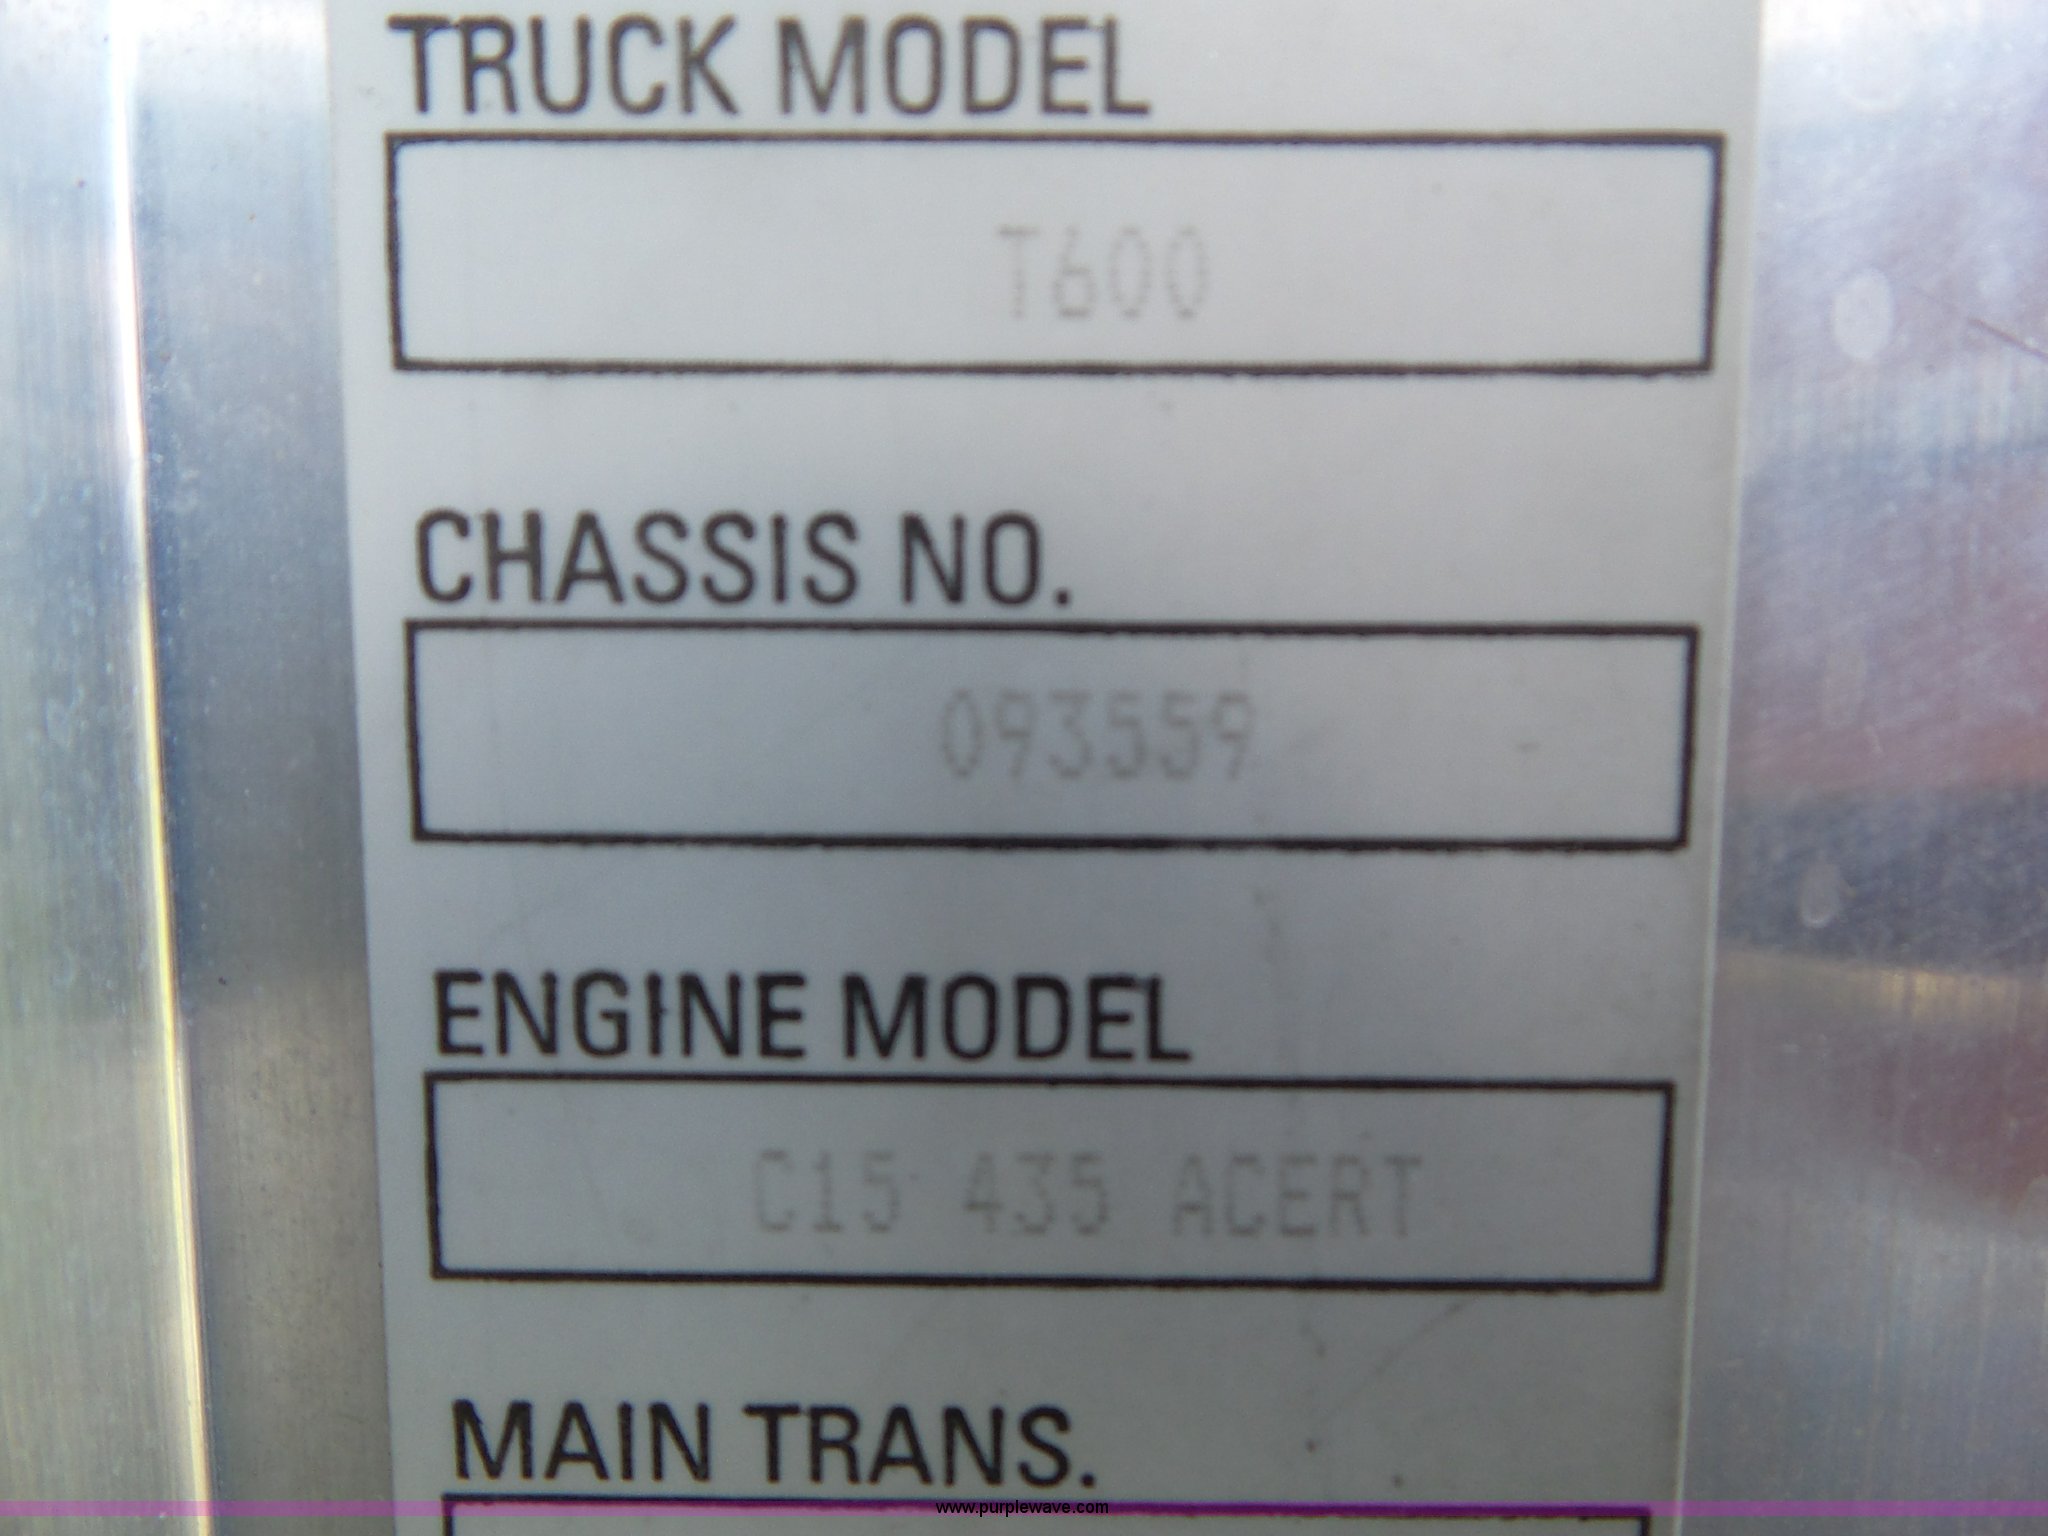 TRUCK MODEL
T600
CHASSIS NO.
093559
ENGINE MODEL
C15 435 ACERT
MAIN TRANS.
www.purplewave.com